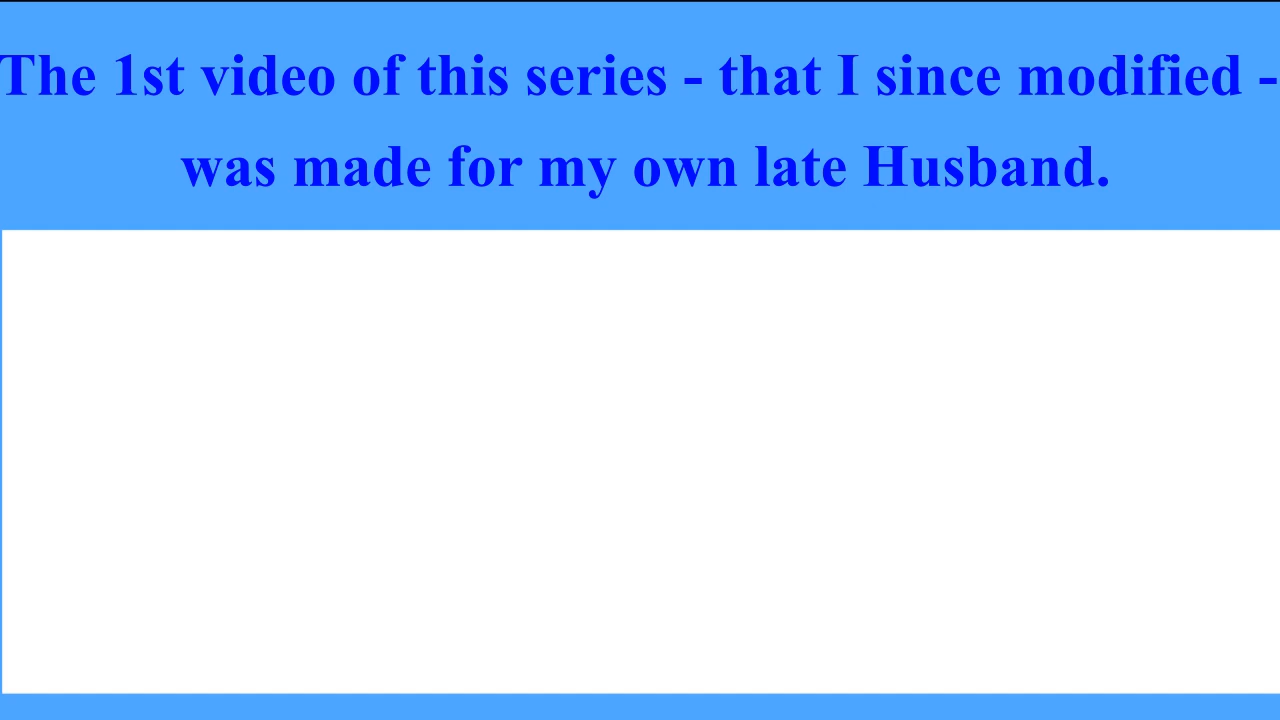 The 1st video of this series - that I since modified -
was made for my own late Husband.